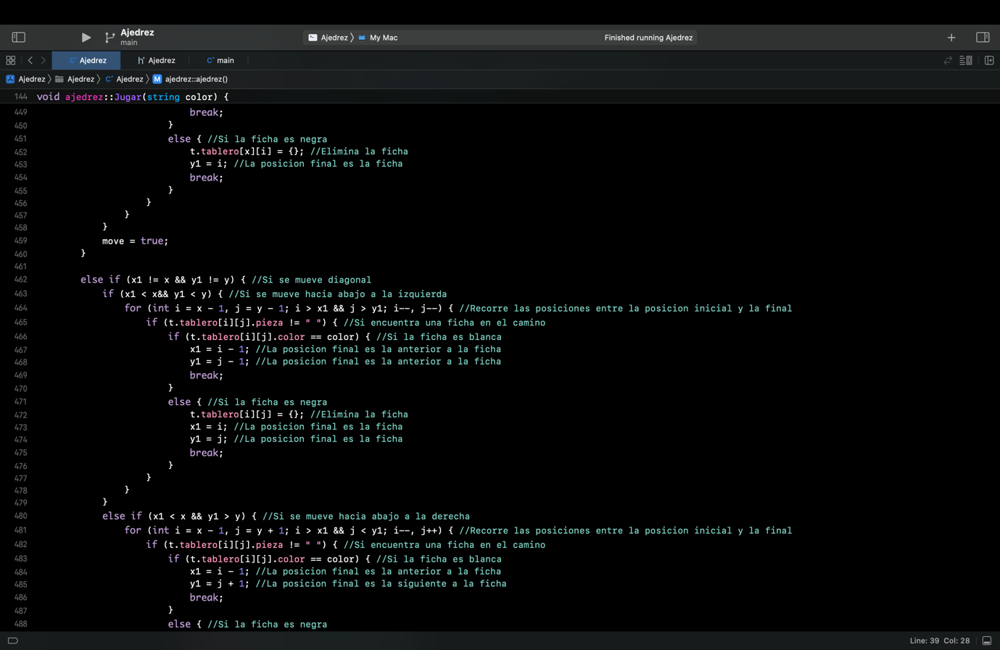 Ajedrez
main
Ajedrez 〉 My Mac
Finished running Ajedrez
Ajedrez
Ajedrez
main
Ajedrez 〉 Ajedrez 〉 Ajedrez 〉 M ajedrez::ajedrez()
144 void ajedrez::Jugar(string color) {
449 break;
450 }
451 else { //Si la ficha es negra
452 t.tablero[x][i] = {}; //Elimina la ficha
453 y1 = i; //La posicion final es la ficha
454 break;
455 }
456 }
457 }
458 }
459 move = true;
460 }
461
462 else if (x1 != x && y1 != y) { //Si se mueve diagonal
463 if (x1 < x&& y1 < y) { //Si se mueve hacia abajo a la izquierda
464 for (int i = x - 1, j = y - 1; i > x1 && j > y1; i--, j--) { //Recorre las posiciones entre la posicion inicial y la final
465 if (t.tablero[i][j].pieza != " ") { //Si encuentra una ficha en el camino
466 if (t.tablero[i][j].color == color) { //Si la ficha es blanca
467 x1 = i - 1; //La posicion final es la anterior a la ficha
468 y1 = j - 1; //La posicion final es la anterior a la ficha
469 break;
470 }
471 else { //Si la ficha es negra
472 t.tablero[i][j] = {}; //Elimina la ficha
473 x1 = i; //La posicion final es la ficha
474 y1 = j; //La posicion final es la ficha
475 break;
476 }
477 }
478 }
479 }
480 else if (x1 < x && y1 > y) { //Si se mueve hacia abajo a la derecha
481 for (int i = x - 1, j = y + 1; i > x1 && j < y1; i--, j++) { //Recorre las posiciones entre la posicion inicial y la final
482 if (t.tablero[i][j].pieza != " ") { //Si encuentra una ficha en el camino
483 if (t.tablero[i][j].color == color) { //Si la ficha es blanca
484 x1 = i - 1; //La posicion final es la anterior a la ficha
485 y1 = j + 1; //La posicion final es la siguiente a la ficha
486 break;
487 }
488 else { //Si la ficha es negra
Line: 39 Col: 28